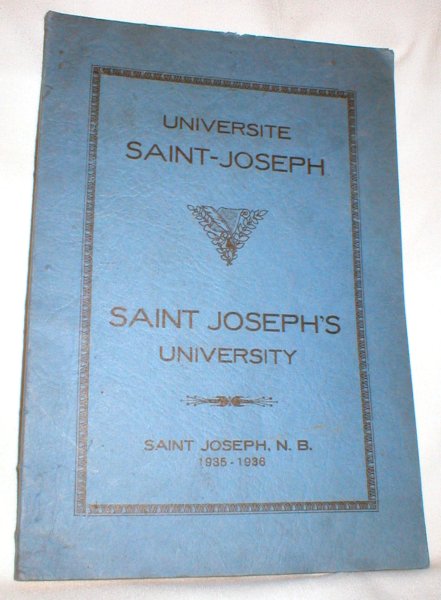 UNIVERSITE
SAINT-JOSEPH
SAINT JOSEPH'S
UNIVERSITY
SAINT JOSEPH, N. B.
1935-1936